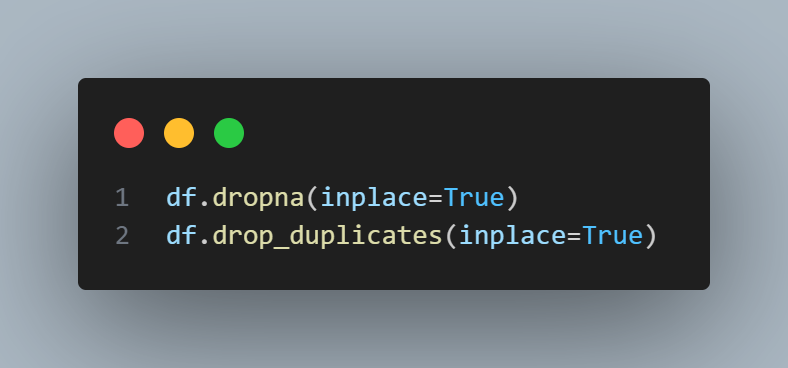 1 df.dropna(inplace=True)
2 df.drop_duplicates(inplace=True)